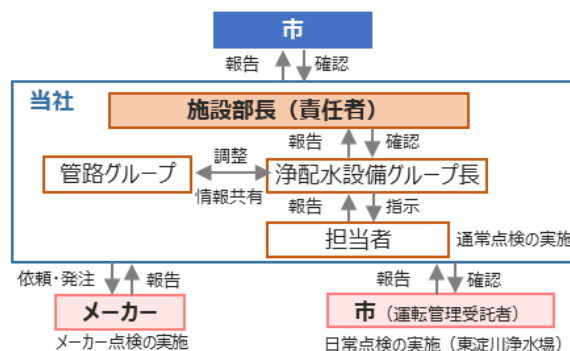 市
報告 確認
当社
施設部長（責任者）
報告 確認
管路グループ 調整 浄配水設備グループ長
情報共有
報告 指示
担当者 通常点検の実施
依頼・発注 報告
報告 確認
メーカー
市（運転管理受託者）
メーカー点検の実施
日常点検の実施（東淀川浄水場）